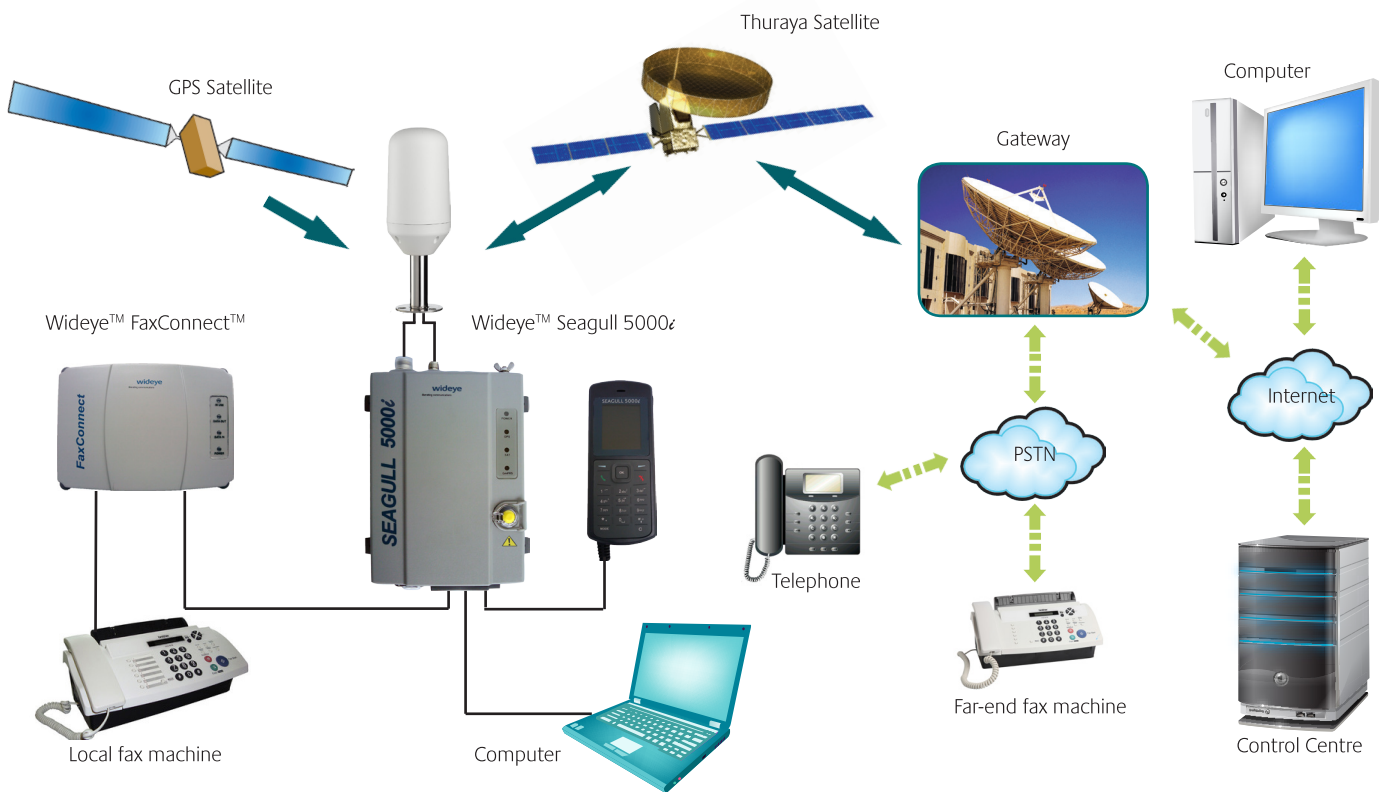 Thuraya Satellite
GPS Satellite
Computer
Gateway
Wideye™ FaxConnect™
Wideye™ Seagull 5000i
wideye
FaxConnect
wideye
SEAGULL 5000i
SEAGULL 5000i
Internet
PSTN
Telephone
Local fax machine
Computer
Far-end fax machine
Control Centre